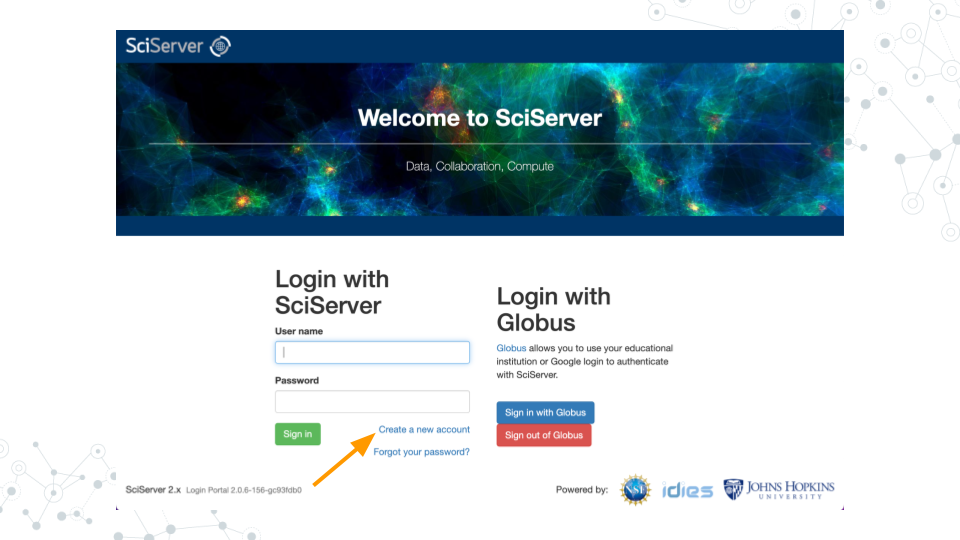 SciServer
Welcome to SciServer
Data, Collaboration, Compute
Login with
SciServer
User name
Password
Sign in
Create a new account
Forgot your password?
Login with
Globus
Globus allows you to use your educational
institution or Google login to authenticate
with SciServer.
Sign in with Globus
Sign out of Globus
SciServer 2.x Login Portal 2.0.6-156-gc93fdb0
Powered by:
NSF
idies
JOHNS HOPKINS
UNIVERSITY